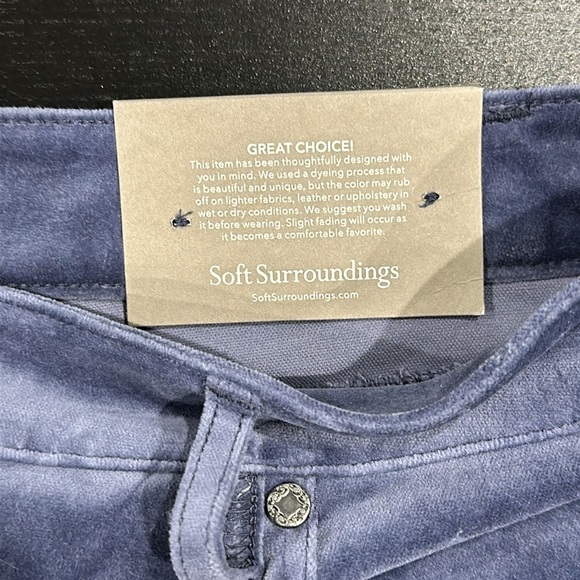 GREAT CHOICE!
This item has been thoughtfully designed with
you in mind. We used a dyeing process that
is beautiful and unique, but the color may rub
off on lighter fabrics, leather or upholstery in
wet or dry conditions. We suggest you wash
it before wearing. Slight fading will occur as
it becomes a comfortable favorite.
Soft Surroundings
SoftSurroundings.com